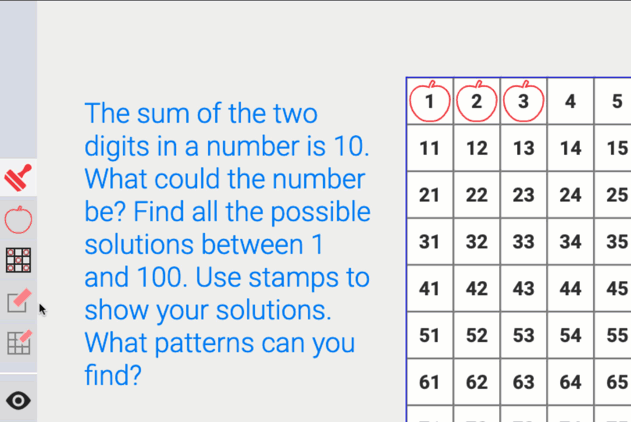 The sum of the two
digits in a number is 10.
What could the number
be? Find all the possible
solutions between 1
and 100. Use stamps to
show your solutions.
What patterns can you
find?
1 2 3 4 5
11 12 13 14 15
21 22 23 24 25
31 32 33 34 35
41 42 43 44 45
51 52 53 54 55
61 62 63 64 65